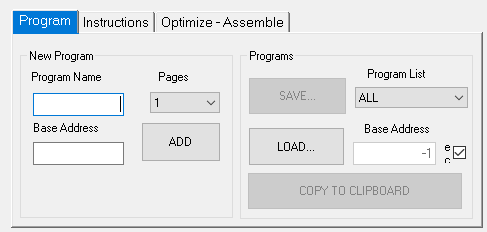 Program Instructions Optimize - Assemble
New Program
Program Name Pages
1
Base Address
ADD
Programs
SAVE...
Program List
ALL
LOAD...
Base Address
-1
e
c
COPY TO CLIPBOARD